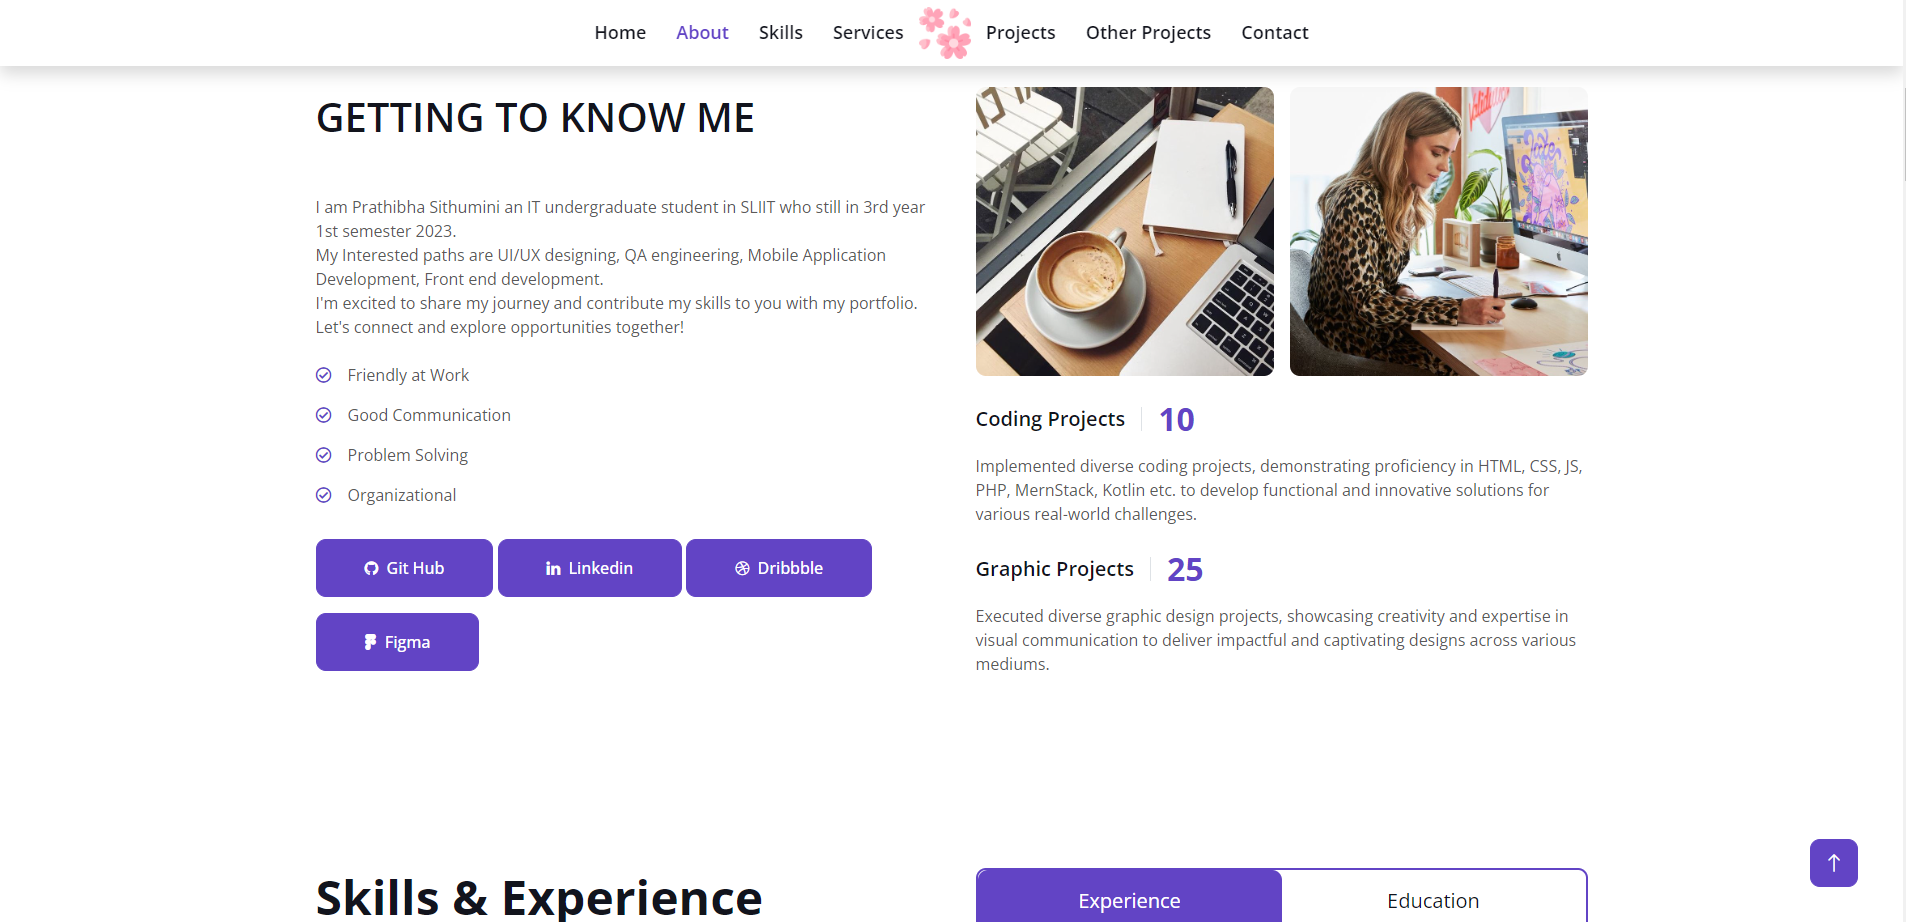 Home About Skills Services Projects Other Projects Contact
GETTING TO KNOW ME
I am Prathibha Sithumini an IT undergraduate student in SLIIT who still in 3rd year
1st semester 2023.
My Interested paths are UI/UX designing, QA engineering, Mobile Application
Development, Front end development.
I'm excited to share my journey and contribute my skills to you with my portfolio.
Let's connect and explore opportunities together!
Friendly at Work
Good Communication
Problem Solving
Organizational
Git Hub
Linkedin
Dribbble
Figma
Coding Projects 10
Implemented diverse coding projects, demonstrating proficiency in HTML, CSS, JS,
PHP, MernStack, Kotlin etc. to develop functional and innovative solutions for
various real-world challenges.
Graphic Projects 25
Executed diverse graphic design projects, showcasing creativity and expertise in
visual communication to deliver impactful and captivating designs across various
mediums.
Skills & Experience
Experience
Education